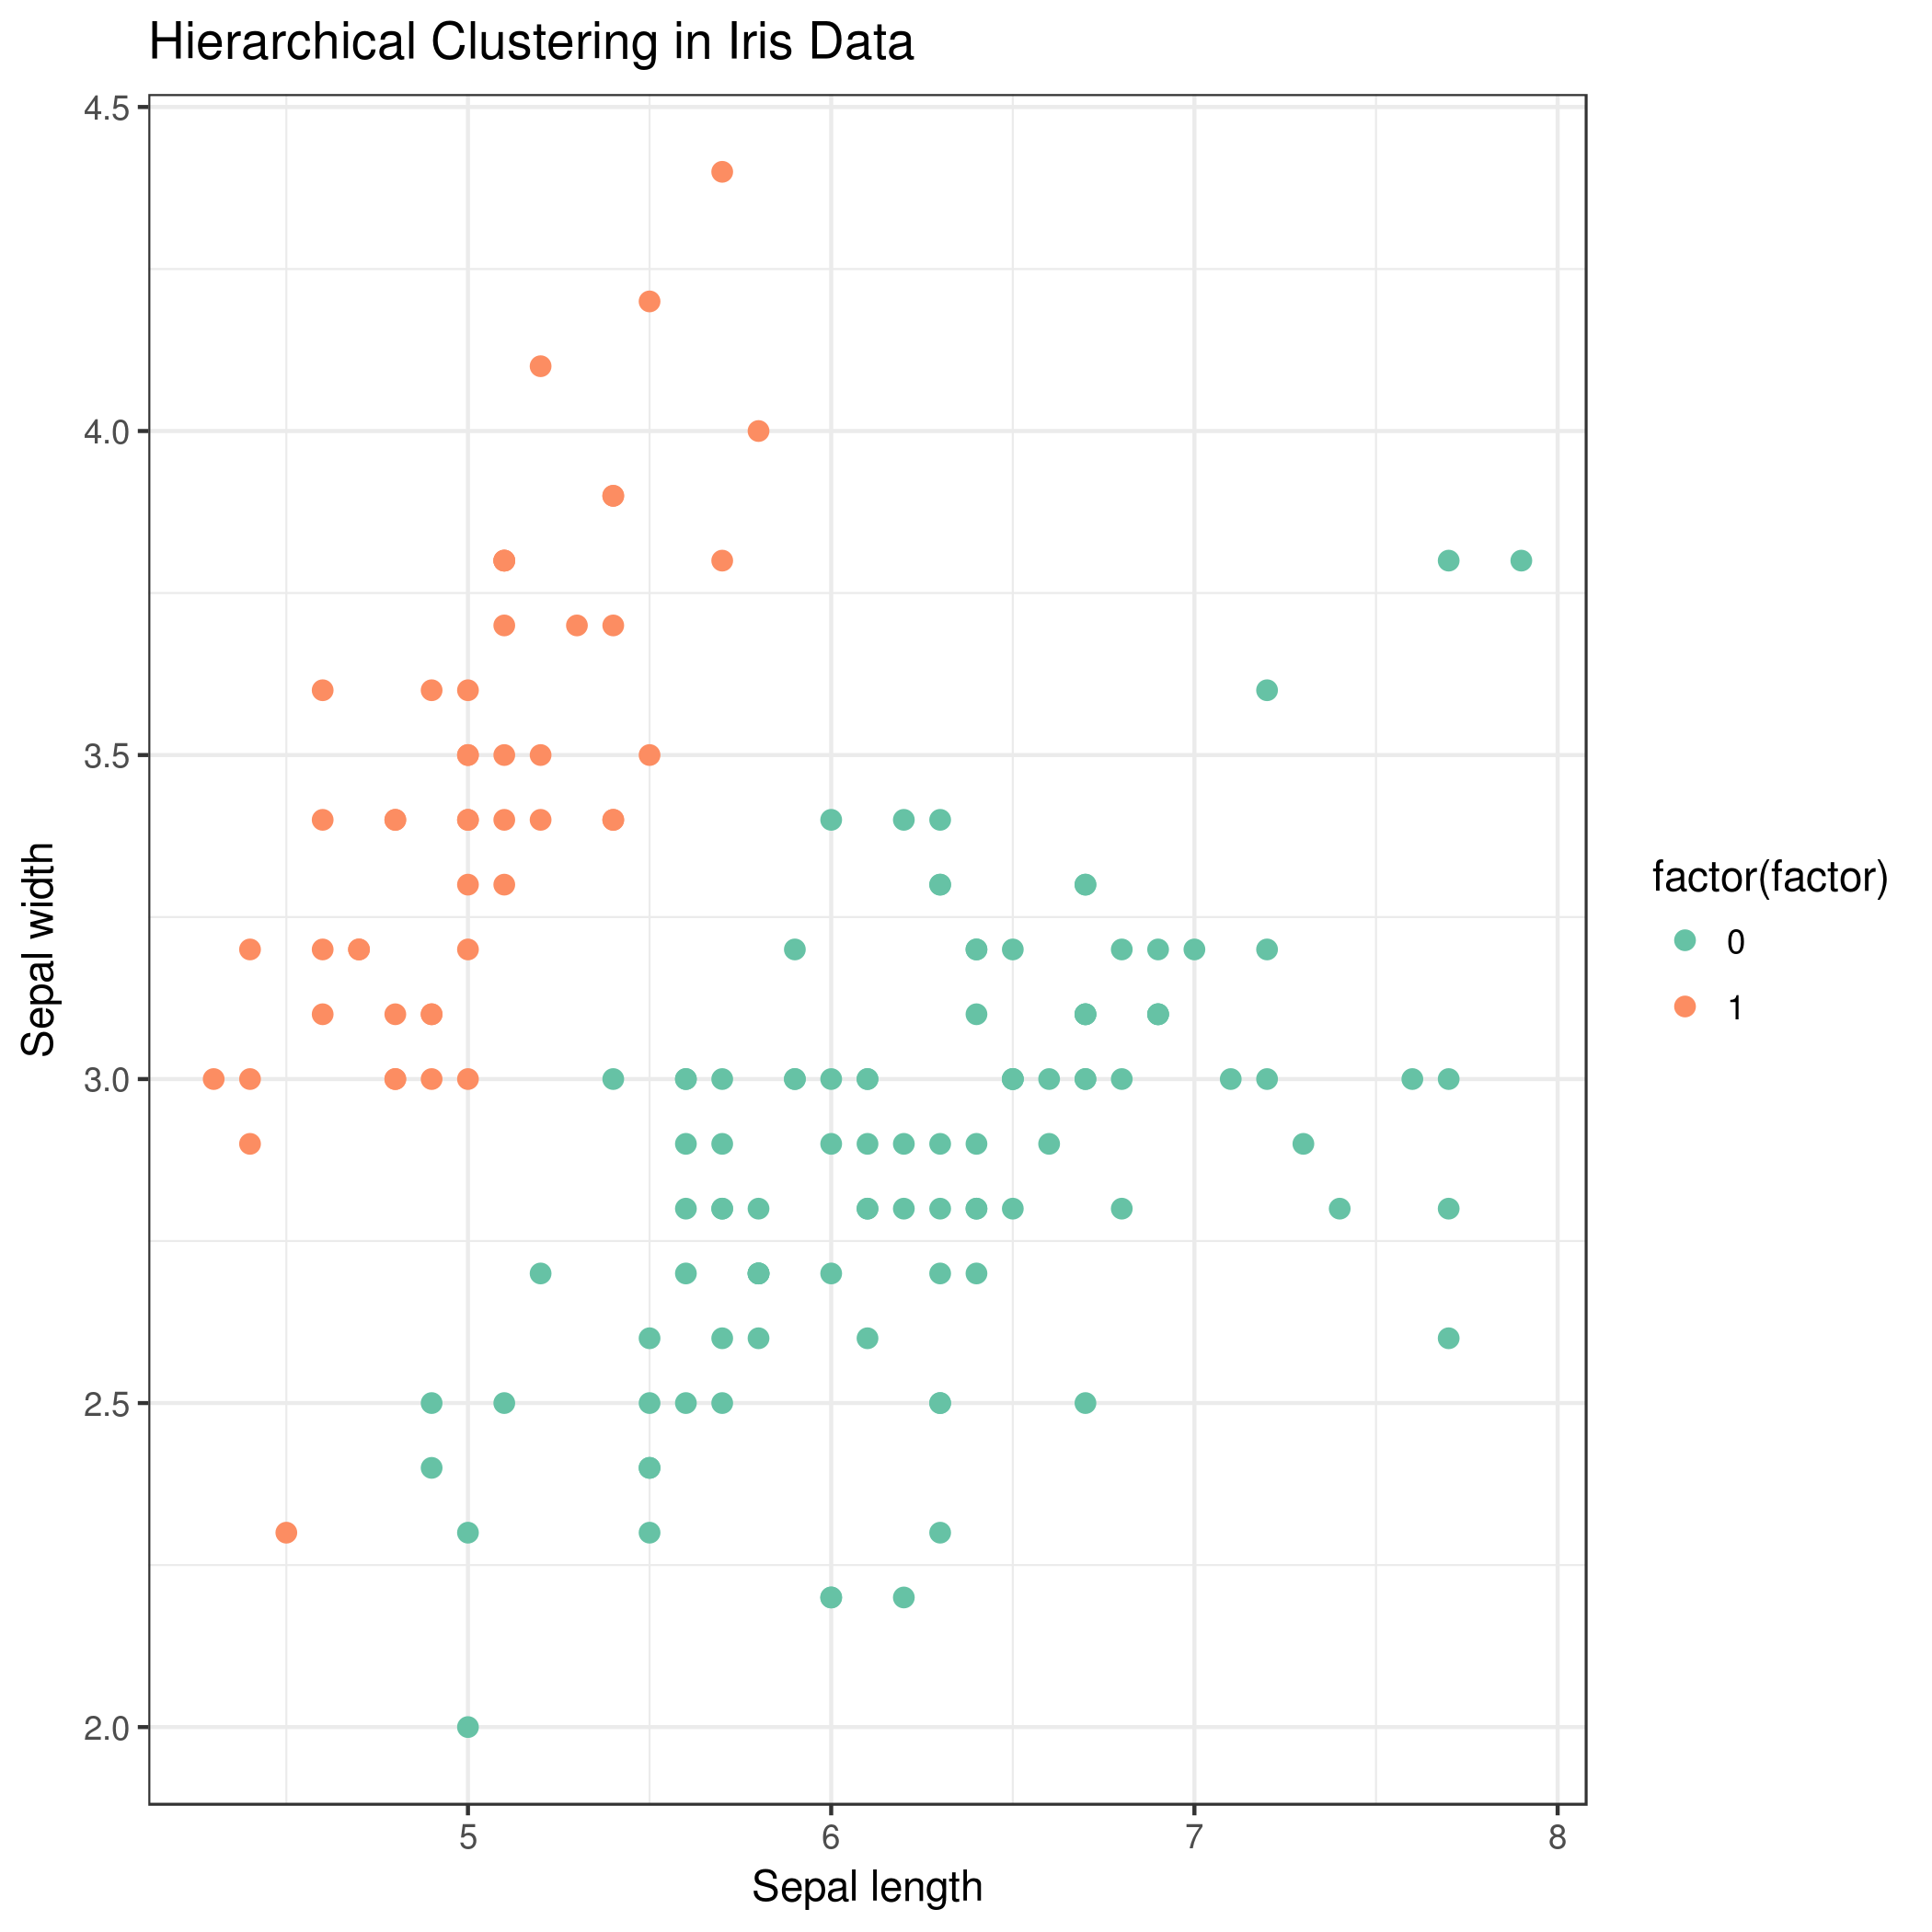 Hierarchical Clustering in Iris Data
4.5
4.0
3.5
3.0
2.5
2.0
Sepal width
5 6 7 8
Sepal length
factor(factor)
0
1